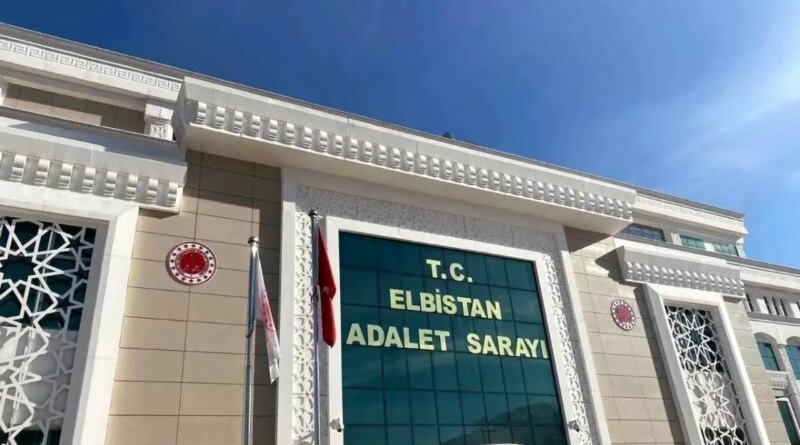 T.C.
ELBİSTAN
ADALET SARAYI